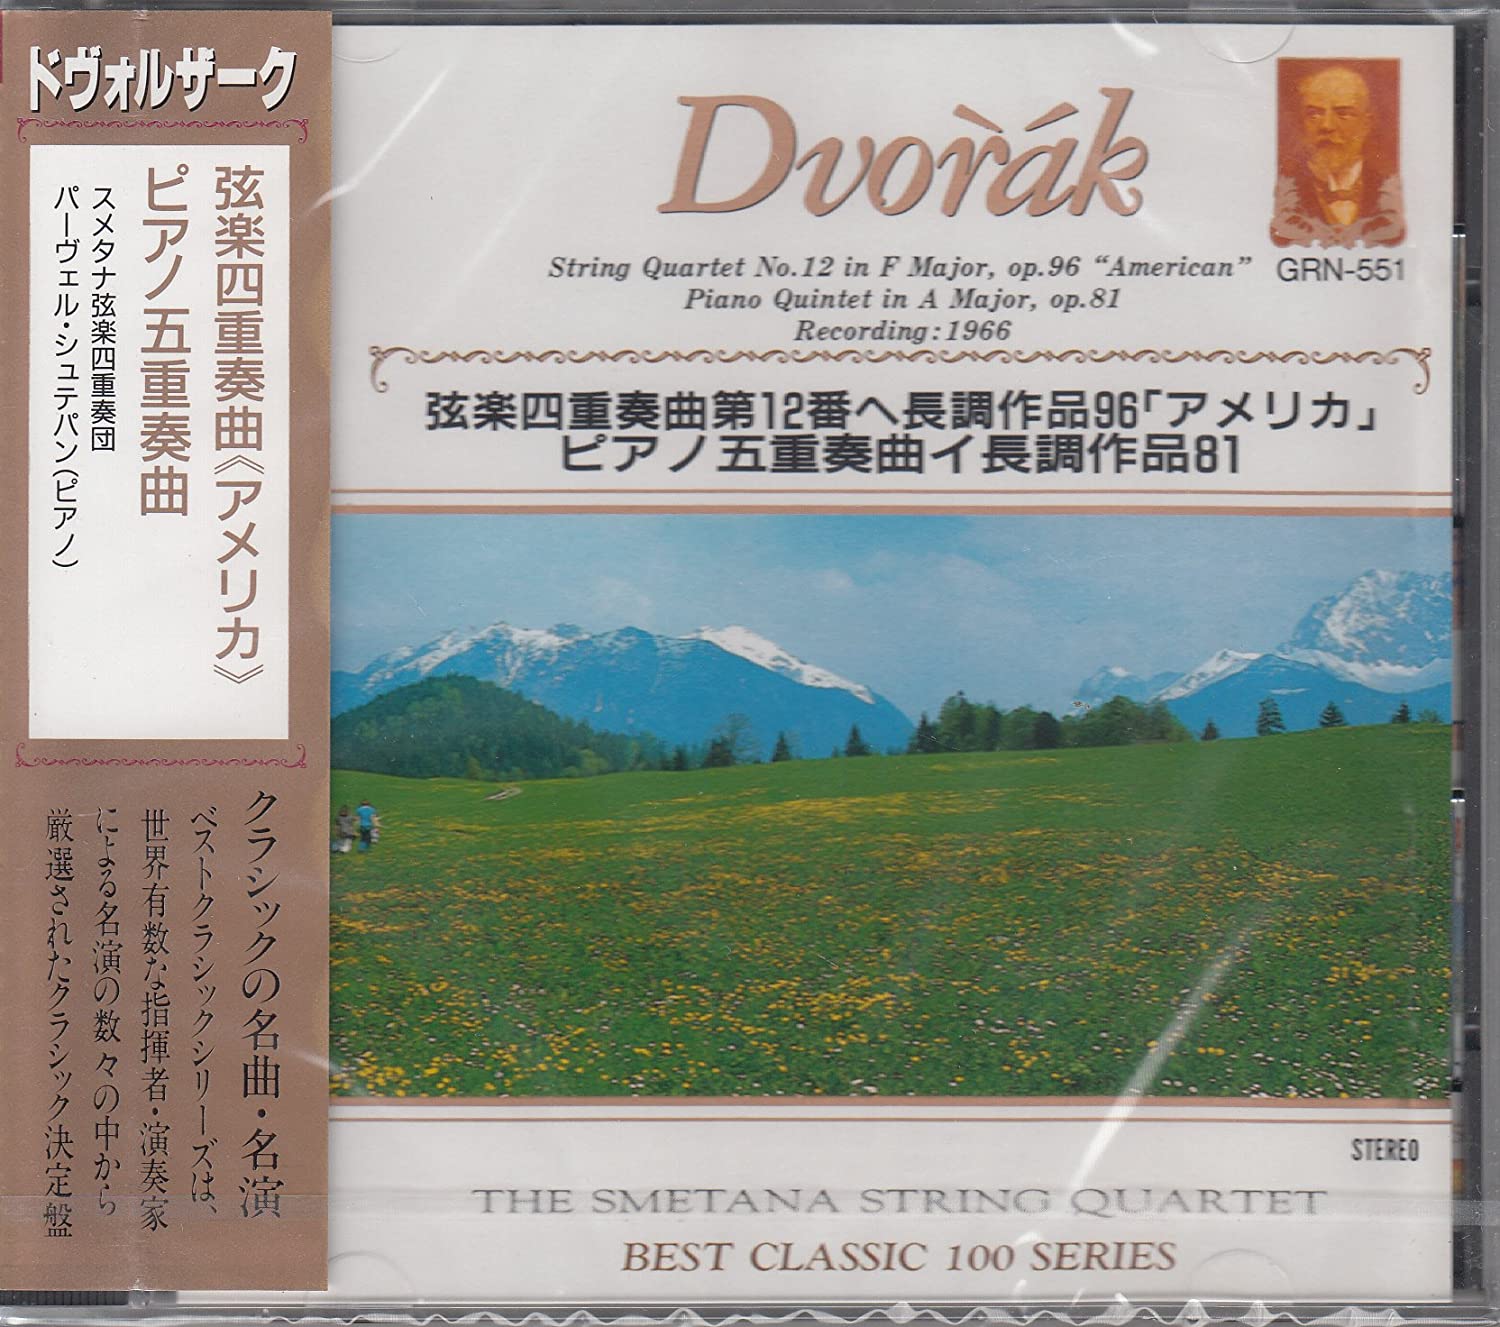 ドヴォルザーク
弦楽四重奏曲《アメリカ》
ピアノ五重奏曲
スメタナ弦楽四重奏団
パーヴェル・シュテパン(ピアノ)
クラシックの名曲・名演
ベストクラシックシリーズは、
世界有数な指揮者・演奏家
による名演の数々の中から
厳選されたクラシック決定盤
Dvor̀ák
String Quartet No.12 in F Major, op.96 “American”
Piano Quintet in A Major, op.81
Recording:1966
GRN-551
弦楽四重奏曲第12番ヘ長調作品96「アメリカ」
ピアノ五重奏曲イ長調作品81
STEREO
THE SMETANA STRING QUARTET
BEST CLASSIC 100 SERIES